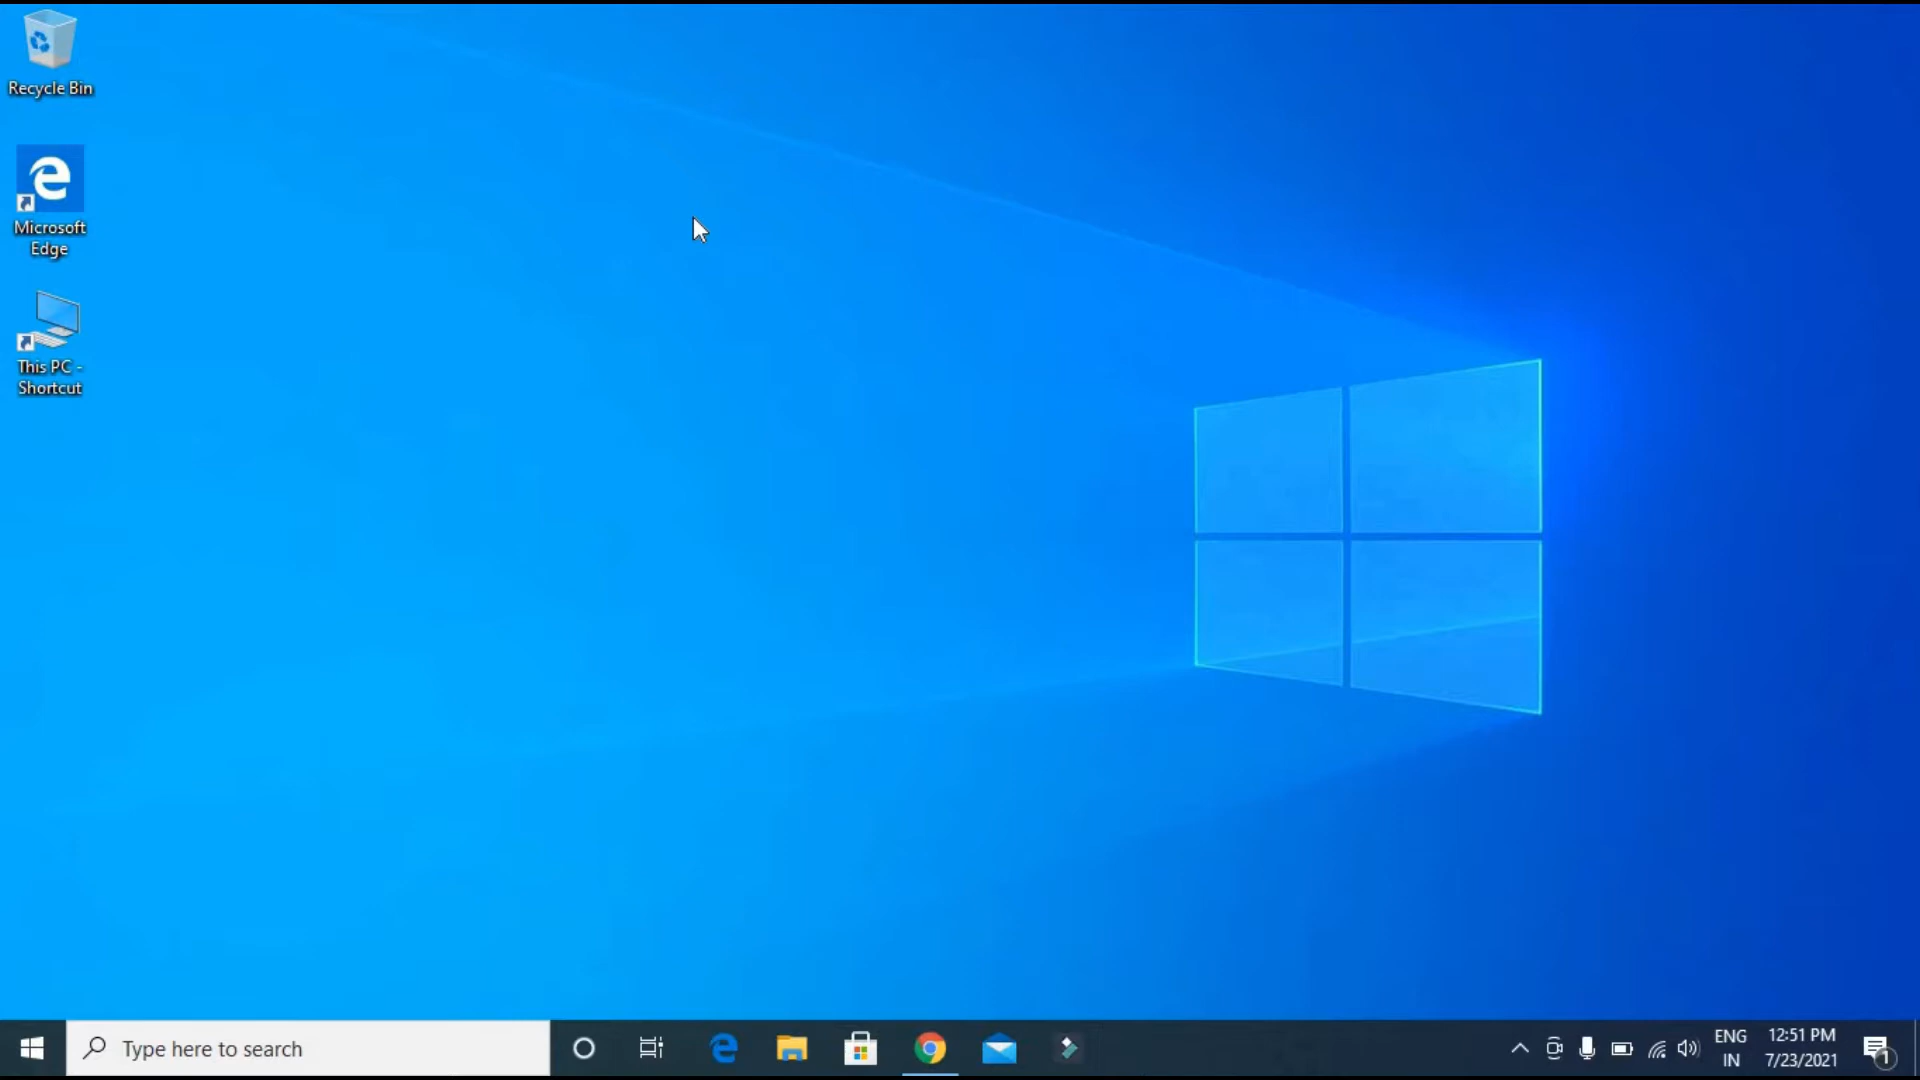 Recycle Bin
Microsoft
Edge
This PC -
Shortcut
Type here to search
ENG
IN
12:51 PM
7/23/2021
1